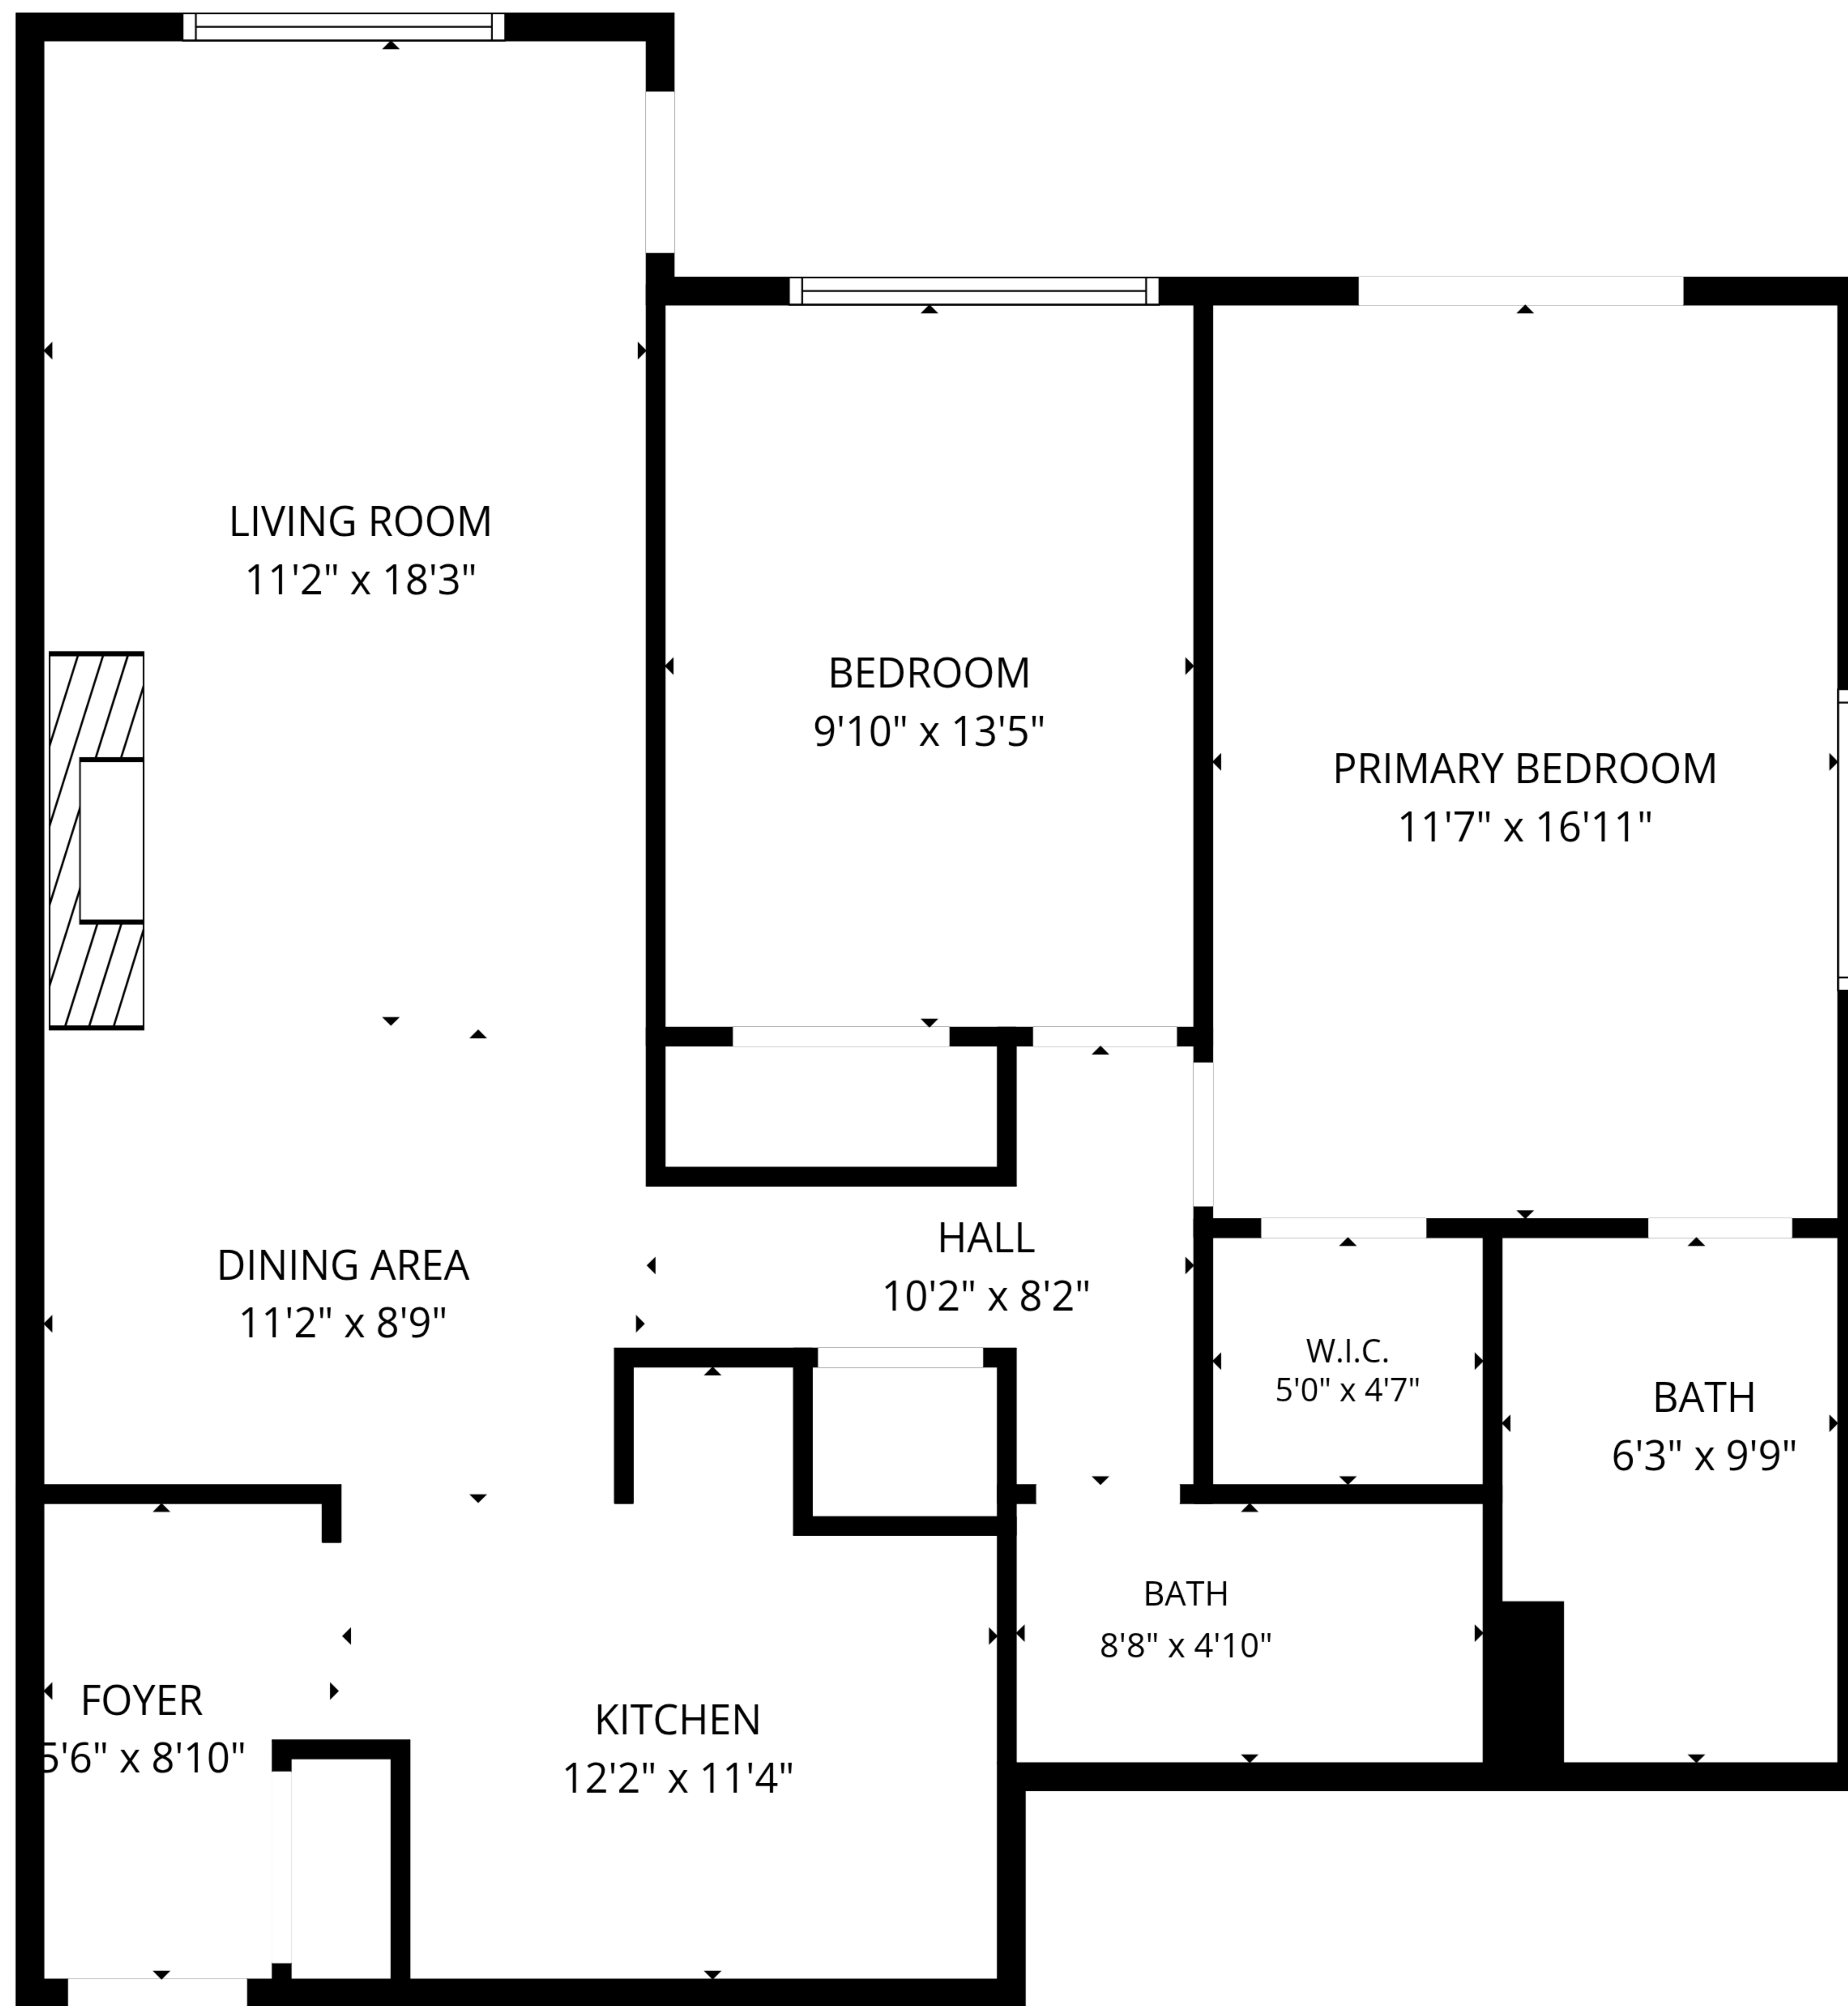 LIVING ROOM
11'2" x 18'3"
BEDROOM
9'10" x 13'5"
PRIMARY BEDROOM
11'7" x 16'11"
DINING AREA
11'2" x 8'9"
HALL
10'2" x 8'2"
W.I.C.
5'0" x 4'7"
BATH
6'3" x 9'9"
BATH
8'8" x 4'10"
FOYER
5'6" x 8'10"
KITCHEN
12'2" x 11'4"